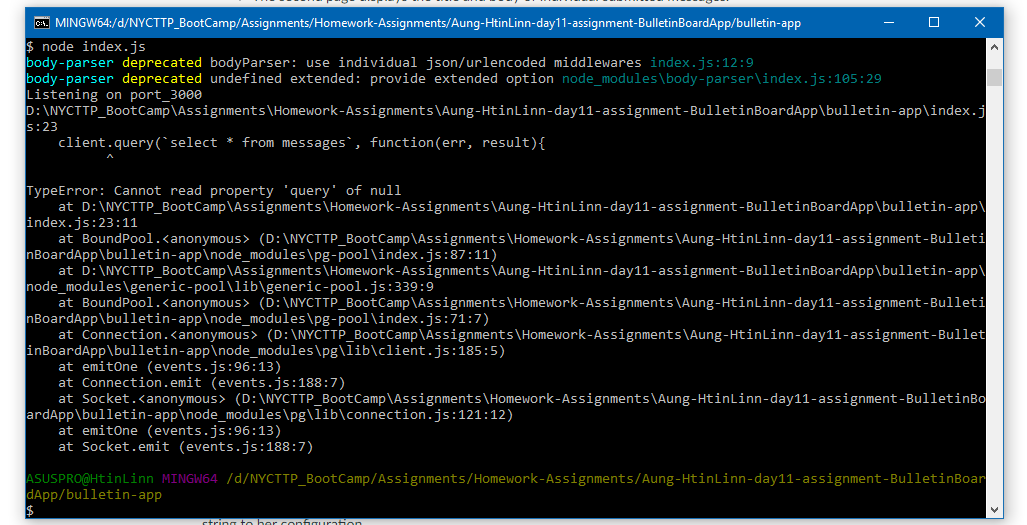 MINGW64:/d/NYCTTP_BootCamp/Assignments/Homework-Assignments/Aung-HtinLinn-day11-assignment-BulletinBoardApp/bulletin-app
$ node index.js
body-parser deprecated bodyParser: use individual json/urlencoded middlewares index.js:12:9
body-parser deprecated undefined extended: provide extended option node_modules\body-parser\index.js:105:29
Listening on port_3000
D:\NYCTTP_BootCamp\Assignments\Homework-Assignments\Aung-HtinLinn-day11-assignment-BulletinBoardApp\bulletin-app\index.j
s:23
    client.query(`select * from messages`, function(err, result){
          ^
TypeError: Cannot read property 'query' of null
    at D:\NYCTTP_BootCamp\Assignments\Homework-Assignments\Aung-HtinLinn-day11-assignment-BulletinBoardApp\bulletin-app\
index.js:23:11
    at BoundPool.<anonymous> (D:\NYCTTP_BootCamp\Assignments\Homework-Assignments\Aung-HtinLinn-day11-assignment-Bulleti
nBoardApp\bulletin-app\node_modules\pg-pool\index.js:87:11)
    at D:\NYCTTP_BootCamp\Assignments\Homework-Assignments\Aung-HtinLinn-day11-assignment-BulletinBoardApp\bulletin-app\
node_modules\generic-pool\lib\generic-pool.js:339:9
    at BoundPool.<anonymous> (D:\NYCTTP_BootCamp\Assignments\Homework-Assignments\Aung-HtinLinn-day11-assignment-Bulleti
nBoardApp\bulletin-app\node_modules\pg-pool\index.js:71:7)
    at Connection.<anonymous> (D:\NYCTTP_BootCamp\Assignments\Homework-Assignments\Aung-HtinLinn-day11-assignment-Bullet
inBoardApp\bulletin-app\node_modules\pg\lib\client.js:185:5)
    at emitOne (events.js:96:13)
    at Connection.emit (events.js:188:7)
    at Socket.<anonymous> (D:\NYCTTP_BootCamp\Assignments\Homework-Assignments\Aung-HtinLinn-day11-assignment-BulletinBo
ardApp\bulletin-app\node_modules\pg\lib\connection.js:121:12)
    at emitOne (events.js:96:13)
    at Socket.emit (events.js:188:7)
ASUSPRO@HtinLinn MINGW64 /d/NYCTTP_BootCamp/Assignments/Homework-Assignments/Aung-HtinLinn-day11-assignment-BulletinBoar
dApp/bulletin-app
$